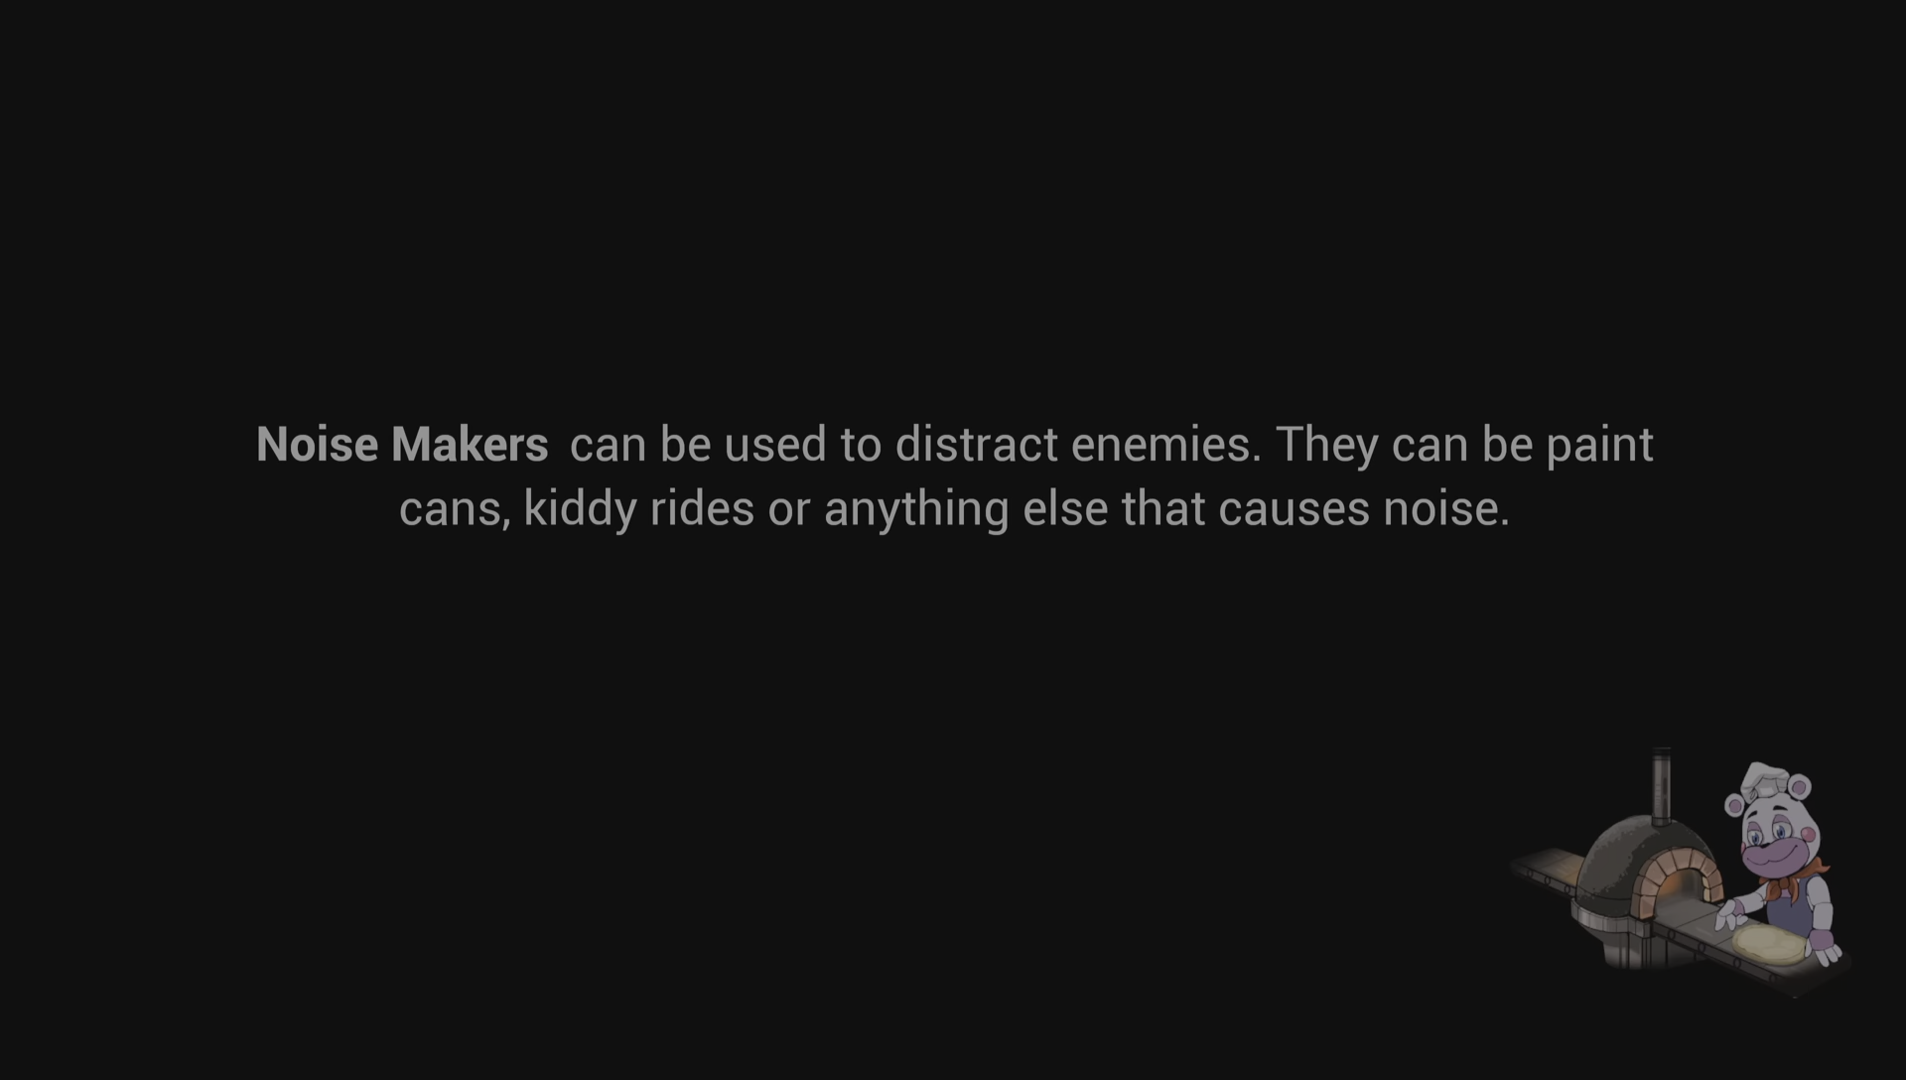 Noise Makers can be used to distract enemies. They can be paint
cans, kiddy rides or anything else that causes noise.